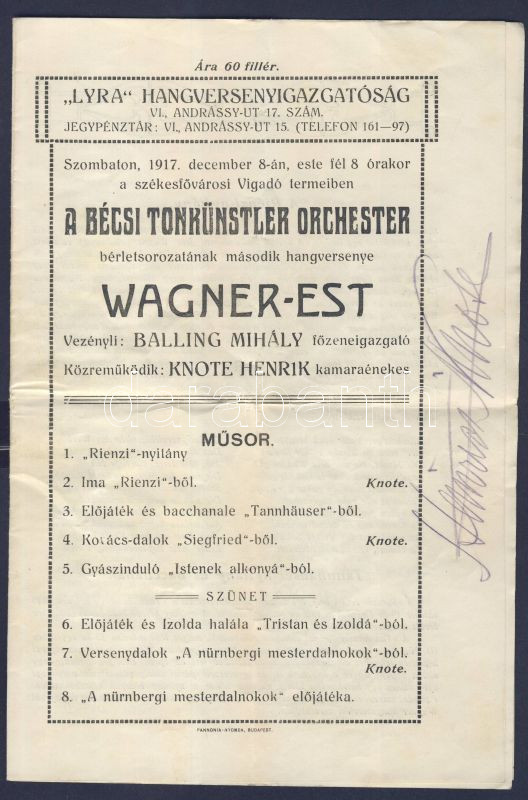 Ára 60 fillér.
„LYRA“ HANGVERSENYIGAZGATÓSÁG
VI., ANDRÁSSY-UT 17. SZÁM.
JEGYPÉNZTÁR: VI., ANDRÁSSY-UT 15. (TELEFON 161—97)
Szombaton, 1917. december 8-án, este fél 8 órakor
a székesfővárosi Vigadó termeiben
A BÉCSI TONKÜNSTLER ORCHESTER
bérletsorozatának második hangversenye
WAGNER-EST
Vezényli: BALLING MIHÁLY főzeneigazgató
Közreműködik: KNOTE HENRIK kamaraénekes
darabanth
MŰSOR.
1. „Rienzi“-nyitány
2. Ima „Rienzi“-ből. Knote.
3. Előjáték és bacchanale „Tannhäuser“-ből.
4. Kovács-dalok „Siegfried“-ből. Knote.
5. Gyászinduló „Istenek alkonyá“-ból.
SZÜNET
6. Előjáték és Izolda halála „Tristan és Izoldá“-ból.
7. Versenydalok „A nürnbergi mesterdalnokok“-ból.
Knote.
8. „A nürnbergi mesterdalnokok“ előjátéka.
PANNONIA-NYOMDA, BUDAPEST.
Heinrich Knote